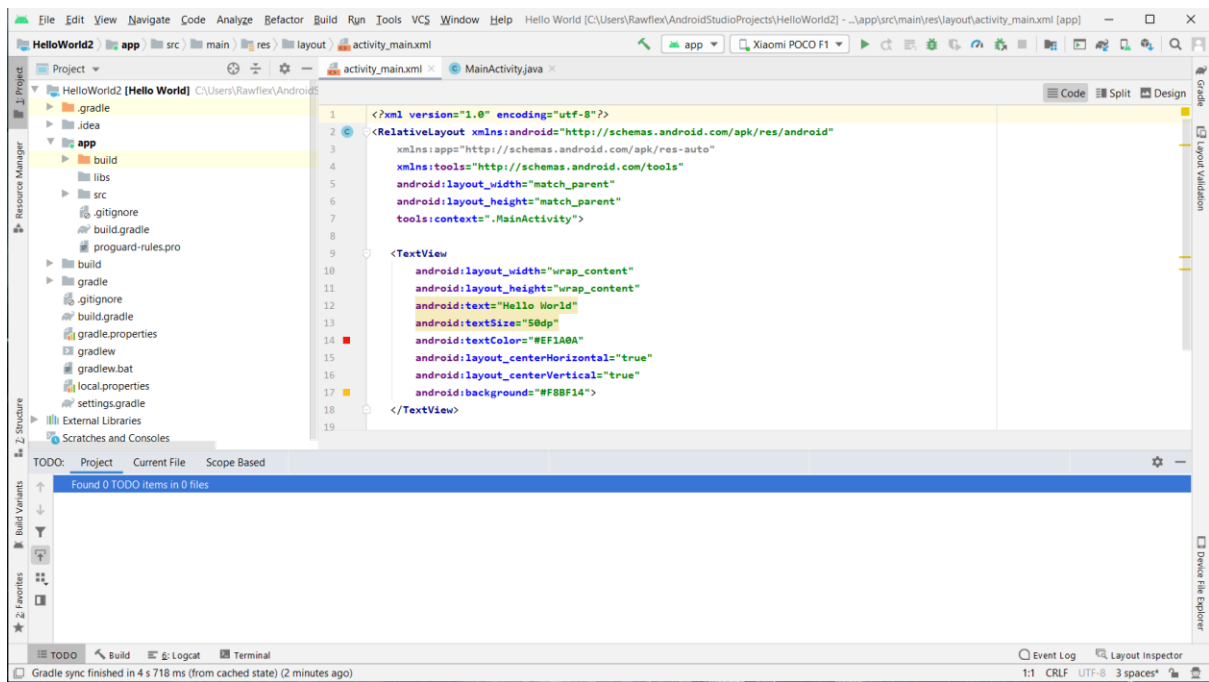 File Edit View Navigate Code Analyze Refactor Build Run Tools VCS Window Help Hello World [C:\Users\Rawflex\AndroidStudioProjects\HelloWorld2] - ...\app\src\main\res\layout\activity_main.xml [app]
HelloWorld2 app src main res layout activity_main.xml app Xiaomi POCO F1
1: Project
Resource Manager
Z: Structure
Build Variants
2: Favorites
Project
HelloWorld2 [Hello World] C:\Users\Rawflex\AndroidS
.gradle
.idea
app
build
libs
src
.gitignore
build.gradle
proguard-rules.pro
build
gradle
.gitignore
build.gradle
gradle.properties
gradlew
gradlew.bat
local.properties
settings.gradle
External Libraries
Scratches and Consoles
activity_main.xml MainActivity.java
Code Split Design
1 <?xml version="1.0" encoding="utf-8"?>
2 C <RelativeLayout xmlns:android="http://schemas.android.com/apk/res/android"
3 xmlns:app="http://schemas.android.com/apk/res-auto"
4 xmlns:tools="http://schemas.android.com/tools"
5 android:layout_width="match_parent"
6 android:layout_height="match_parent"
7 tools:context=".MainActivity">
8
9 <TextView
10 android:layout_width="wrap_content"
11 android:layout_height="wrap_content"
12 android:text="Hello World"
13 android:textSize="50dp"
14 android:textColor="#EF1A0A"
15 android:layout_centerHorizontal="true"
16 android:layout_centerVertical="true"
17 android:background="#F8BF14">
18 </TextView>
19
Gradle
Layout Validation
Device File Explorer
TODO: Project Current File Scope Based
Found 0 TODO items in 0 files
TODO Build 6: Logcat Terminal Event Log Layout Inspector
Gradle sync finished in 4 s 718 ms (from cached state) (2 minutes ago) 1:1 CRLF UTF-8 3 spaces*